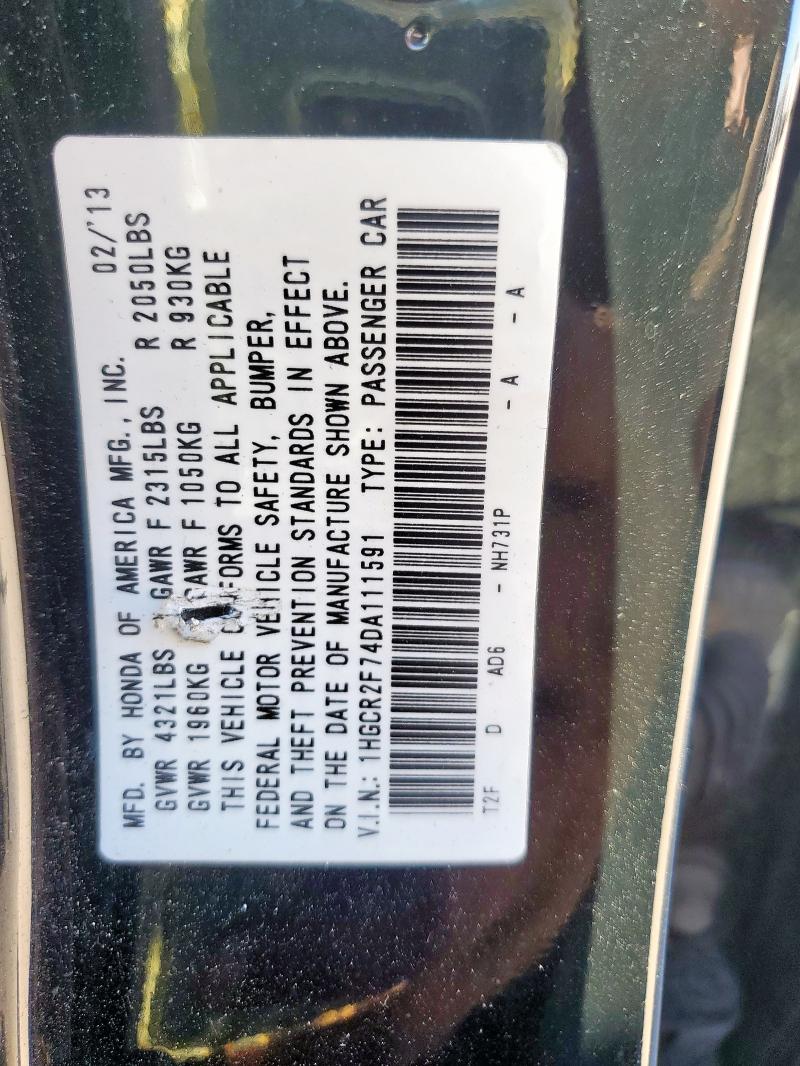 MFD. BY HONDA OF AMERICA MFG., INC. 02/'13
GVWR 4321LBS GAWR F 2315LBS R 2050LBS
GVWR 1960KG GAWR F 1050KG R 930KG
THIS VEHICLE C FORMS TO ALL APPLICABLE
FEDERAL MOTOR VEHICLE SAFETY, BUMPER,
AND THEFT PREVENTION STANDARDS IN EFFECT
ON THE DATE OF MANUFACTURE SHOWN ABOVE.
V.I.N.: 1HGCR2F74DA111591 TYPE: PASSENGER CAR
T2F D AD6 - NH731P - A - A